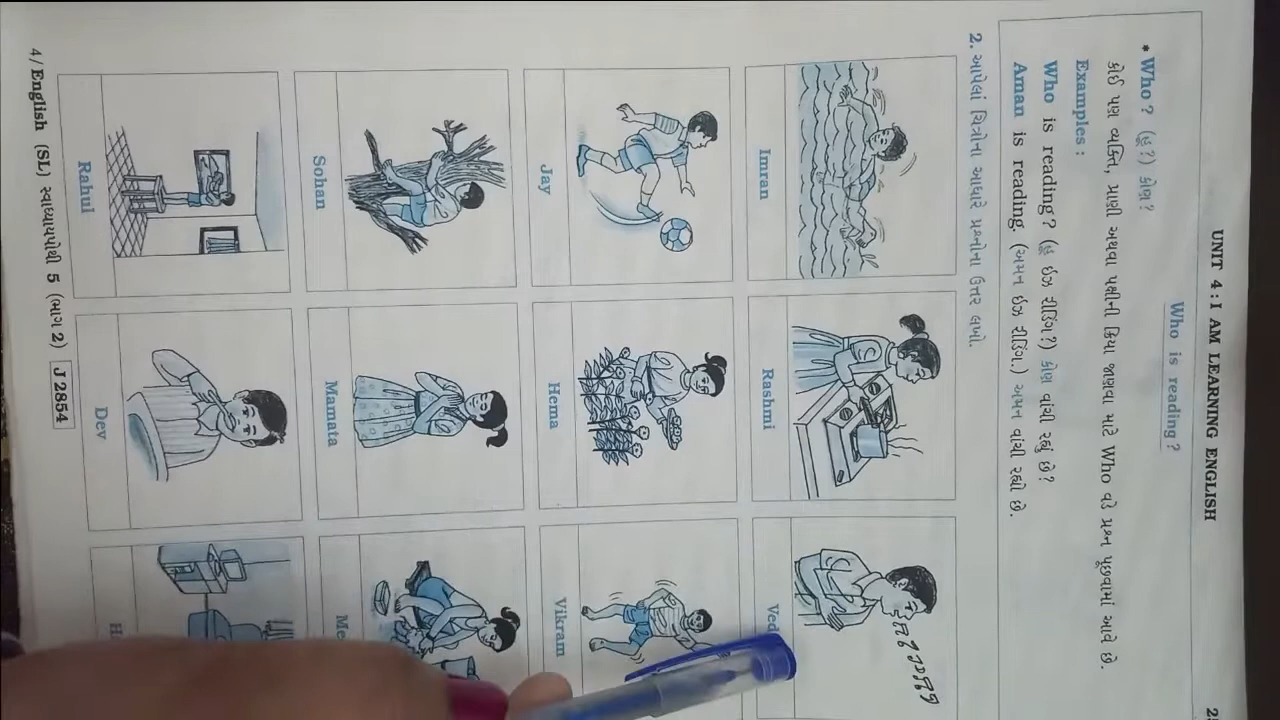 UNIT 4 : I AM LEARNING ENGLISH
Who is reading ?
* Who ? (હૂ ?) કોણ ?
કોઈ પણ વ્યક્તિ, પ્રાણી અથવા પક્ષીની ક્રિયા જાણવા માટે Who વડે પ્રશ્ન પૂછવામાં આવે છે.
Examples :
Who is reading ? (હૂ ઇઝ રીડિંગ ?) કોણ વાંચી રહ્યું છે ?
Aman is reading. (અમન ઇઝ રીડિંગ.) અમન વાંચી રહ્યો છે.
2. આપેલાં ચિત્રોના આધારે પ્રશ્નોના ઉત્તર લખો.
Imran Rashmi Ved
Jay Hema Vikram
Sohan Mamata
Rahul Dev
4 / English (SL) સ્વાધ્યાયપોથી 5 (ભાગ 2) J 2854